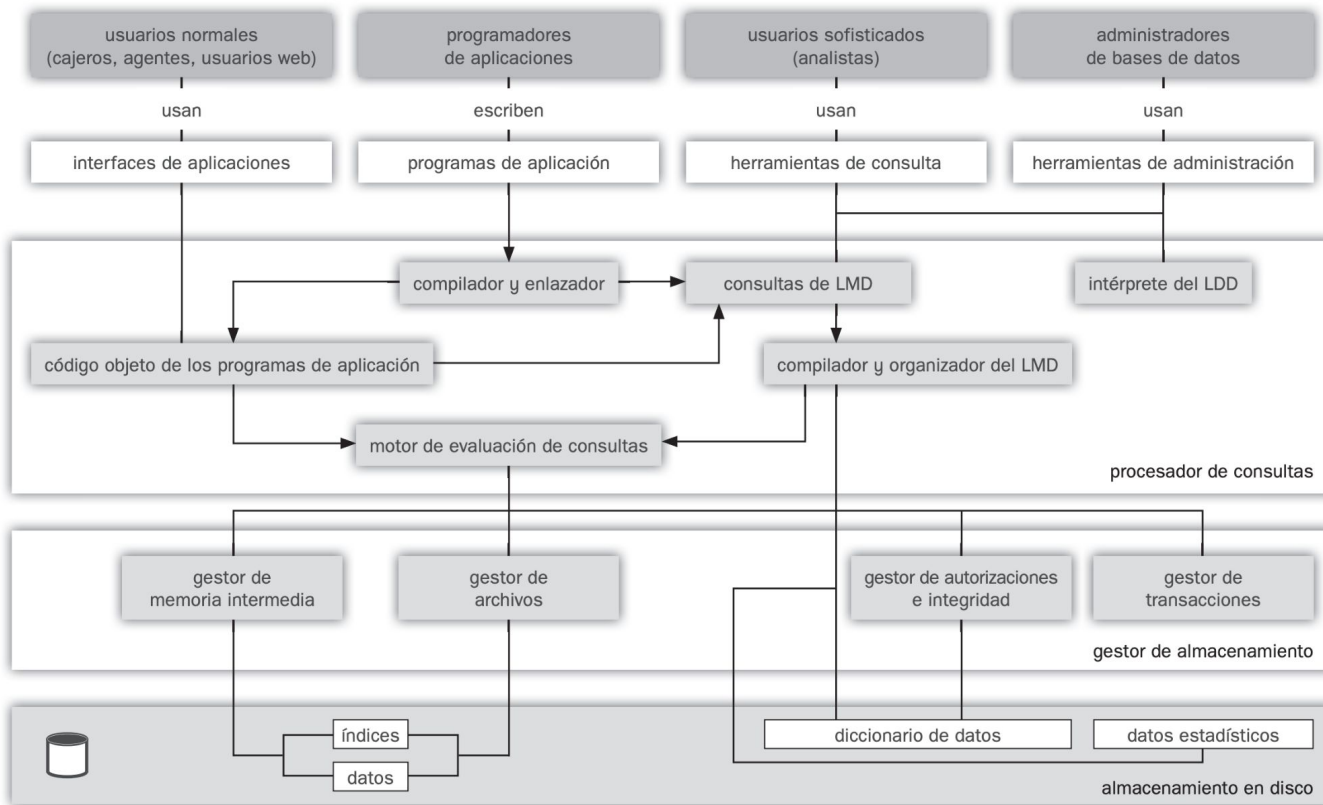 usuarios normales
(cajeros, agentes, usuarios web)
programadores
de aplicaciones
usuarios sofisticados
(analistas)
administradores
de bases de datos
usan
escriben
usan
usan
interfaces de aplicaciones
programas de aplicación
herramientas de consulta
herramientas de administración
compilador y enlazador
consultas de LMD
intérprete del LDD
código objeto de los programas de aplicación
compilador y organizador del LMD
motor de evaluación de consultas
procesador de consultas
gestor de
memoria intermedia
gestor de
archivos
gestor de autorizaciones
e integridad
gestor de
transacciones
gestor de almacenamiento
índices
datos
diccionario de datos
datos estadísticos
almacenamiento en disco